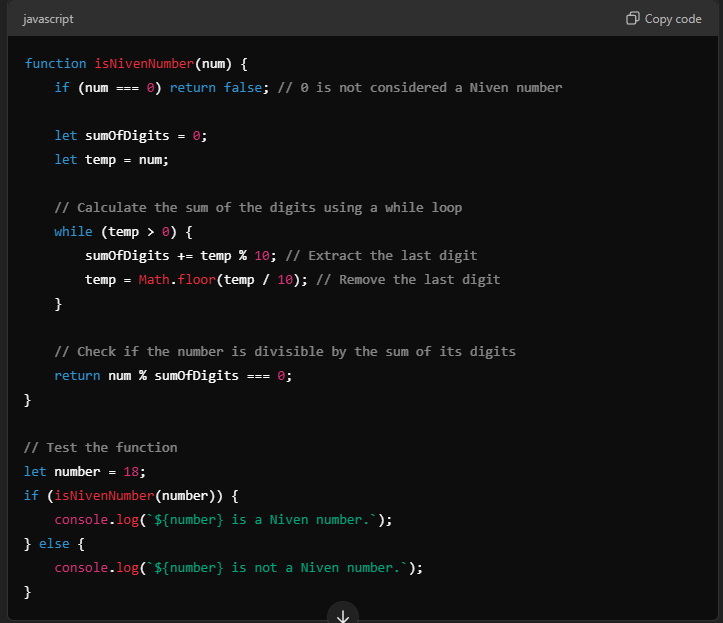 javascript
Copy code
function isNivenNumber(num) {
    if (num === 0) return false; // 0 is not considered a Niven number

    let sumOfDigits = 0;
    let temp = num;

    // Calculate the sum of the digits using a while loop
    while (temp > 0) {
        sumOfDigits += temp % 10; // Extract the last digit
        temp = Math.floor(temp / 10); // Remove the last digit
    }

    // Check if the number is divisible by the sum of its digits
    return num % sumOfDigits === 0;
}

// Test the function
let number = 18;
if (isNivenNumber(number)) {
    console.log(`${number} is a Niven number.`);
} else {
    console.log(`${number} is not a Niven number.`);
}